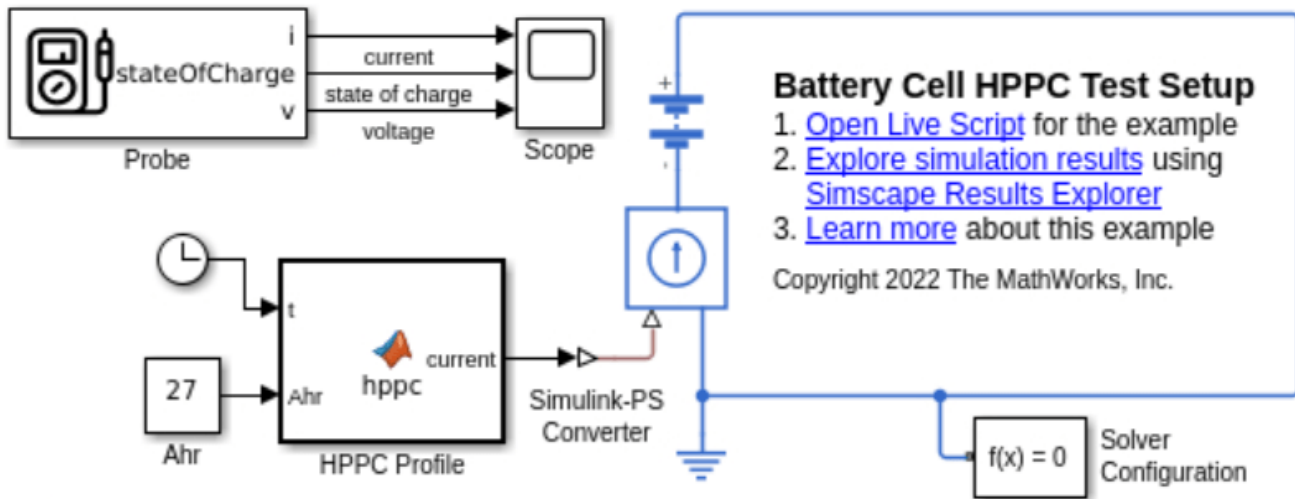 i
stateOfCharge
v
current
state of charge
voltage
Probe
Scope
+
-
Battery Cell HPPC Test Setup
1. Open Live Script for the example
2. Explore simulation results using
Simscape Results Explorer
3. Learn more about this example
Copyright 2022 The MathWorks, Inc.
t
Ahr
hppc
current
27
Ahr
HPPC Profile
Simulink-PS
Converter
f(x) = 0
Solver
Configuration